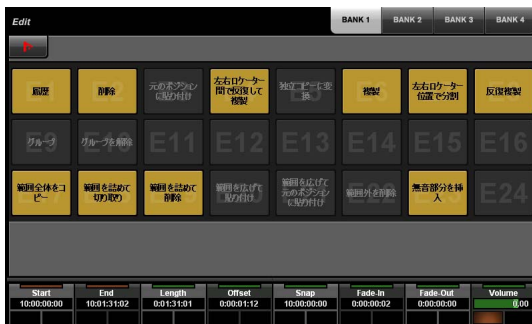 Edit
BANK 1
BANK 2
BANK 3
BANK 4
履歴
削除
元のポジション
に貼り付け
左右ロケーター
間で反復して
複製
独立コピーに変
換
複製
左右ロケーター
位置で分割
反復複製
グループ
グループを解除
E9
E11
E12
E13
E14
E15
E16
範囲全体をコ
ピー
範囲を詰めて
切り取り
範囲を詰めて
削除
範囲を広げて
貼り付け
範囲を広げて
元のポジション
に貼り付け
範囲外を削除
E22
無音部分を挿
入
E24
Start
End
Length
Offset
Snap
Fade-In
Fade-Out
Volume
10:00:00:00
10:01:31:02
0:01:31:01
0:00:01:12
10:00:00:00
0:00:00:02
0:00:00:00
0.00